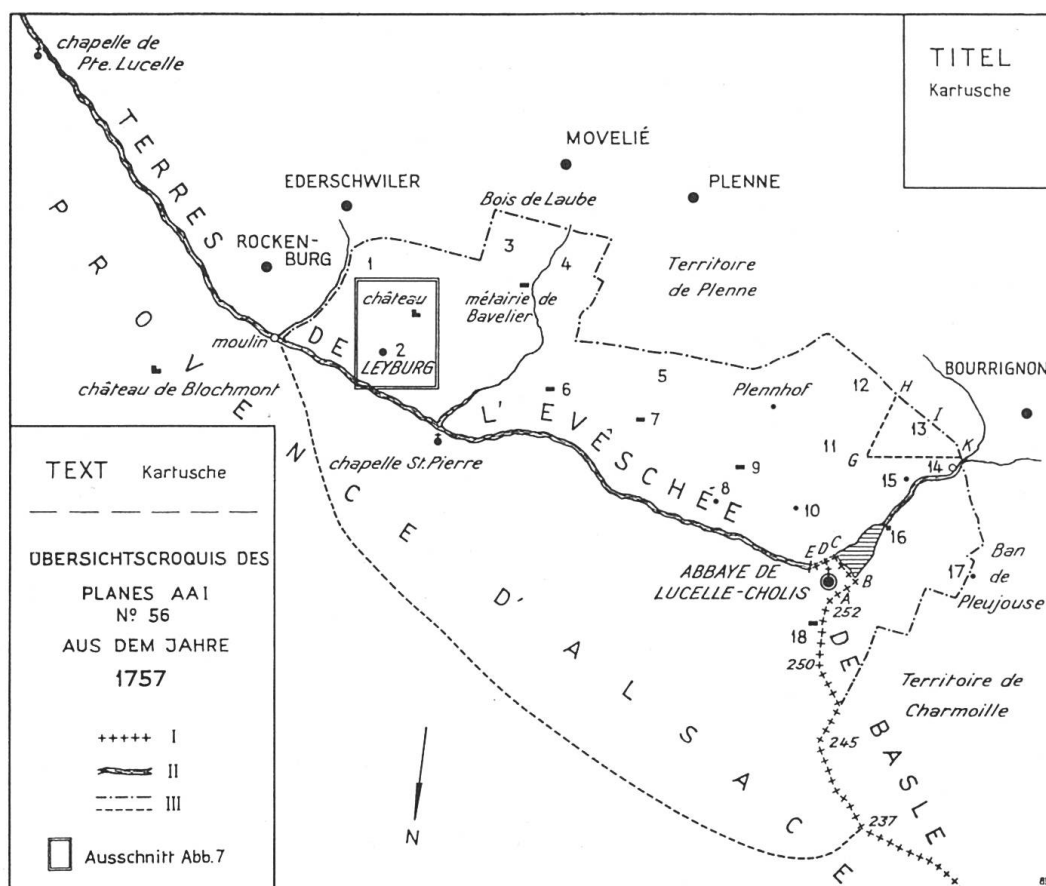 chapelle de
Pte. Lucelle
TITEL
Kartusche
TERRES DE L'EVÊSCHÉE DE BASLE
PROVENCE D'ALSACE
MOVELIÉ
EDERSCHWILER
PLENNE
Bois de Laube
ROCKEN-
BURG
1
3
4
Territoire
de Plenne
château
métairie de
Bavelier
moulin
2
LEYBURG
château de Blochmont
5
6
7
Plennhof
12
H
BOURRIGNON
I
13
11
G
K
14
15
chapelle St. Pierre
9
8
10
16
E D C
B
A
ABBAYE DE
LUCELLE-CHOLIS
252
17
Ban
de
Pleujouse
18
250
Territoire de
Charmoille
245
237
TEXT Kartusche
ÜBERSICHTSCROQUIS DES
PLANES AAI
Nº 56
AUS DEM JAHRE
1757
I
II
III
Ausschnitt Abb.7
N